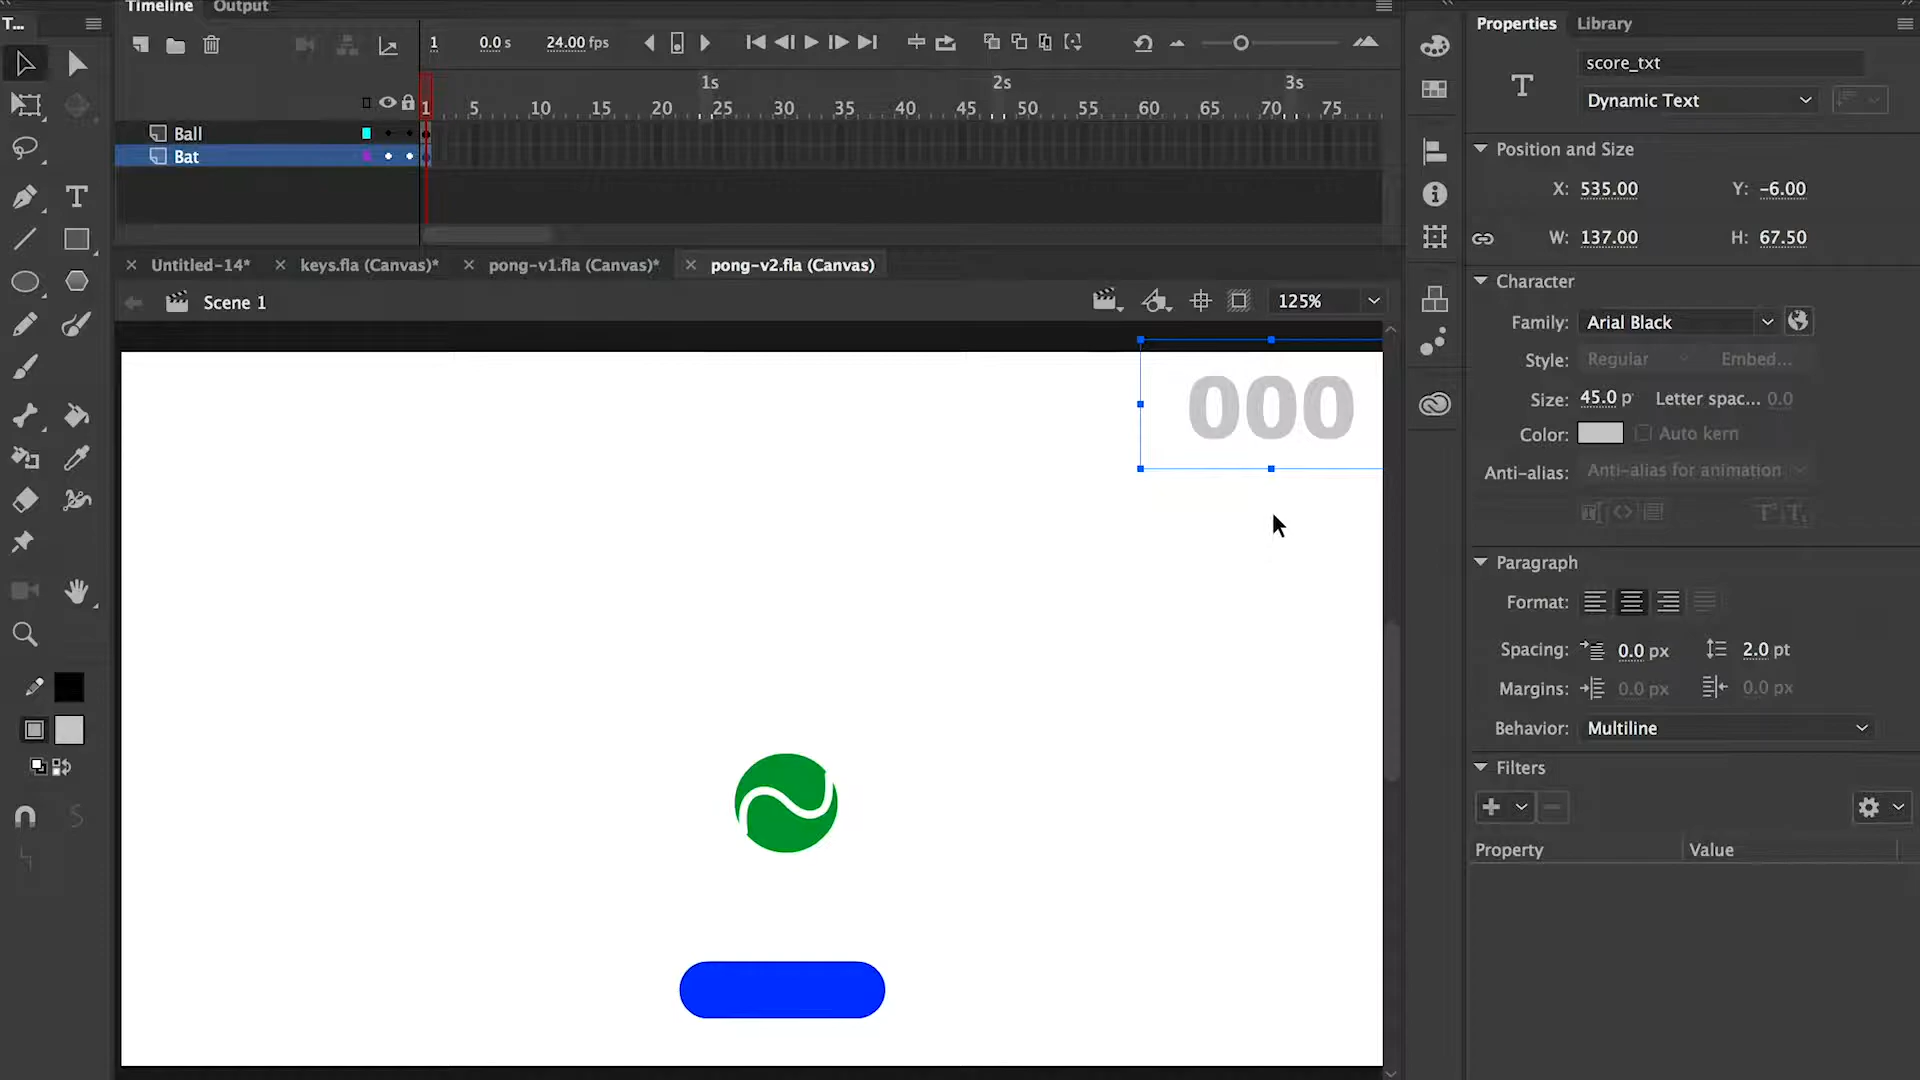 Timeline Output
T...
1 0.0 s 24.00 fps
1s 2s 3s
1 5 10 15 20 25 30 35 40 45 50 55 60 65 70 75
Ball
Bat
Untitled-14* keys.fla (Canvas)* pong-v1.fla (Canvas)* pong-v2.fla (Canvas)
Scene 1 125%
000
Properties Library
score_txt
Dynamic Text
Position and Size
X: 535.00 Y: -6.00
W: 137.00 H: 67.50
Character
Family: Arial Black
Style: Regular Embed...
Size: 45.0 p Letter spac... 0.0
Color: Auto kern
Anti-alias: Anti-alias for animation
Paragraph
Format:
Spacing: 0.0 px 2.0 pt
Margins: 0.0 px 0.0 px
Behavior: Multiline
Filters
Property Value